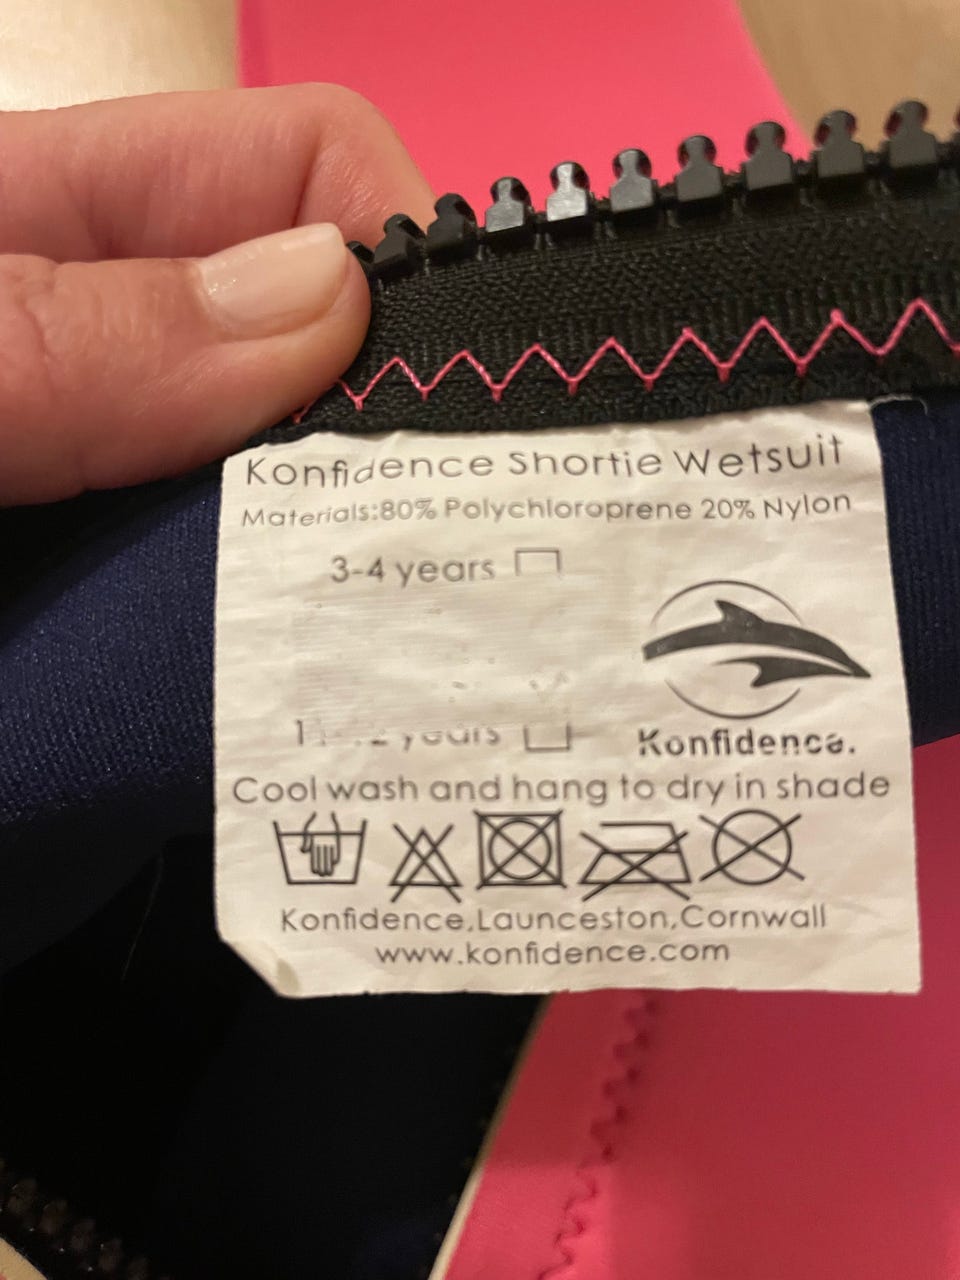 Konfidence Shortie Wetsuit
Materials:80% Polychloroprene 20% Nylon
3-4 years
years
Konfidence.
Cool wash and hang to dry in shade
Konfidence,Launceston,Cornwall
www.konfidence.com